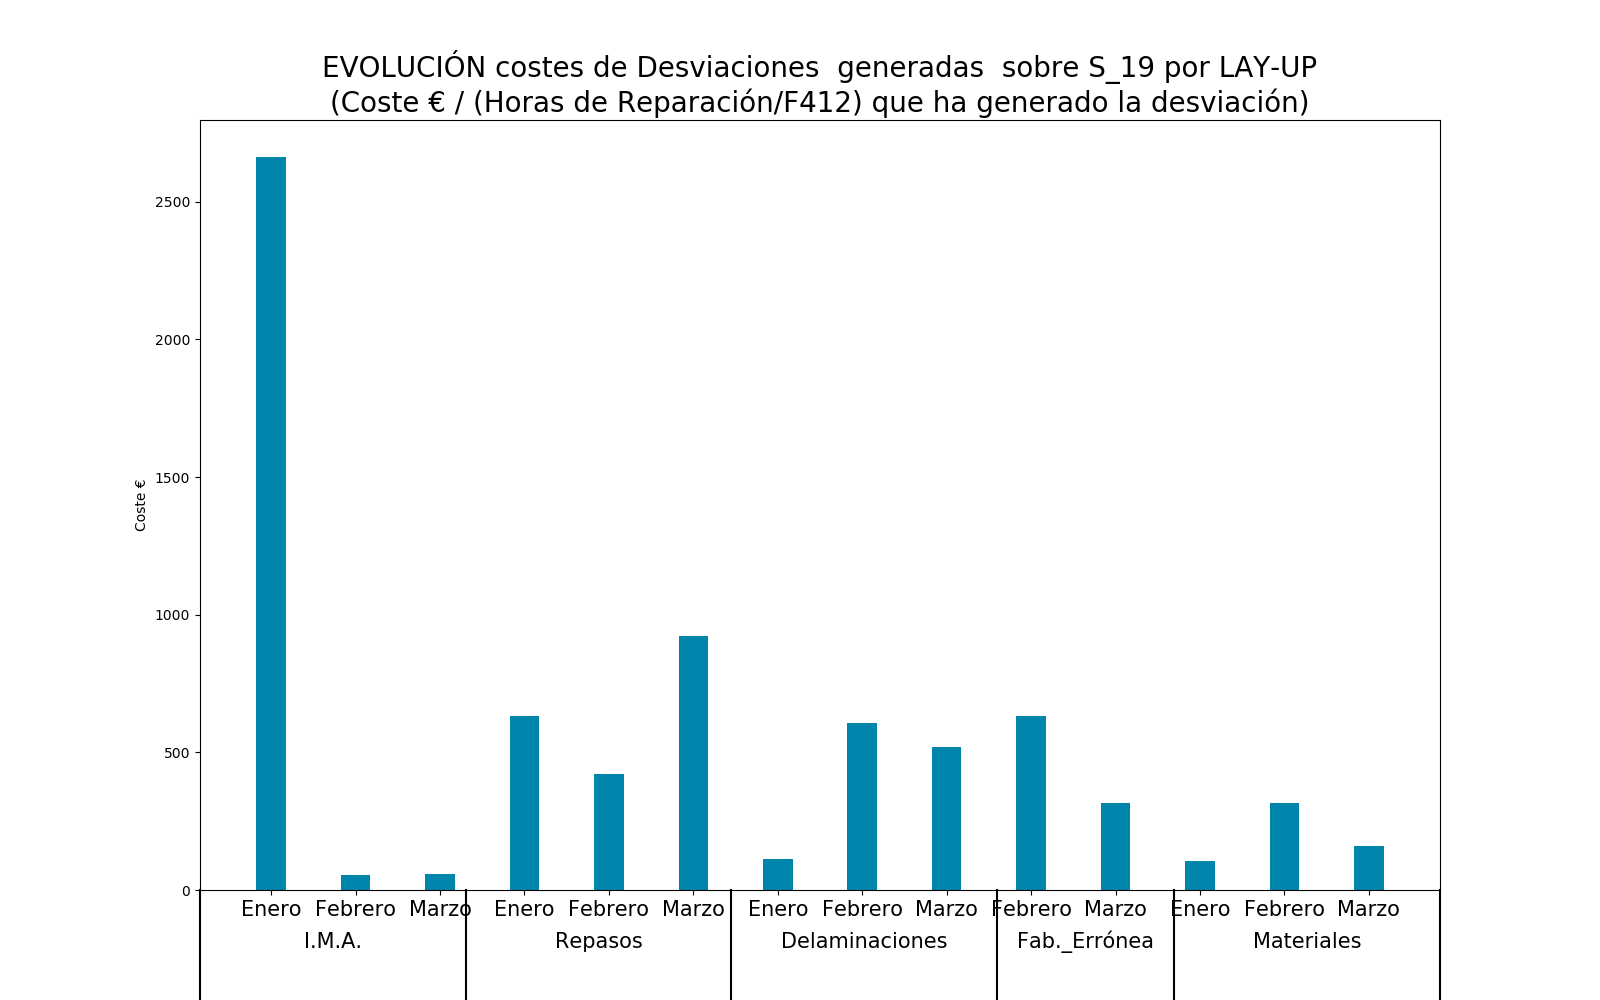 EVOLUCIÓN costes de Desviaciones  generadas  sobre S_19 por LAY-UP
(Coste € / (Horas de Reparación/F412) que ha generado la desviación)
2500
2000
1500
1000
500
0
Coste €
Enero Febrero Marzo Enero Febrero Marzo Enero Febrero Marzo Febrero Marzo Enero Febrero Marzo
I.M.A. Repasos Delaminaciones Fab._Errónea Materiales